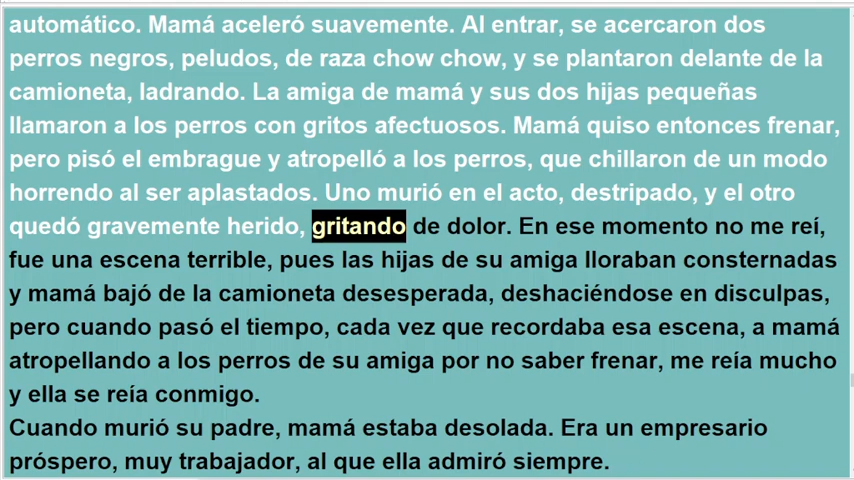 automático. Mamá aceleró suavemente. Al entrar, se acercaron dos
perros negros, peludos, de raza chow chow, y se plantaron delante de la
camioneta, ladrando. La amiga de mamá y sus dos hijas pequeñas
llamaron a los perros con gritos afectuosos. Mamá quiso entonces frenar,
pero pisó el embrague y atropelló a los perros, que chillaron de un modo
horrendo al ser aplastados. Uno murió en el acto, destripado, y el otro
quedó gravemente herido, gritando de dolor. En ese momento no me reí,
fue una escena terrible, pues las hijas de su amiga lloraban consternadas
y mamá bajó de la camioneta desesperada, deshaciéndose en disculpas,
pero cuando pasó el tiempo, cada vez que recordaba esa escena, a mamá
atropellando a los perros de su amiga por no saber frenar, me reía mucho
y ella se reía conmigo.
Cuando murió su padre, mamá estaba desolada. Era un empresario
próspero, muy trabajador, al que ella admiró siempre.